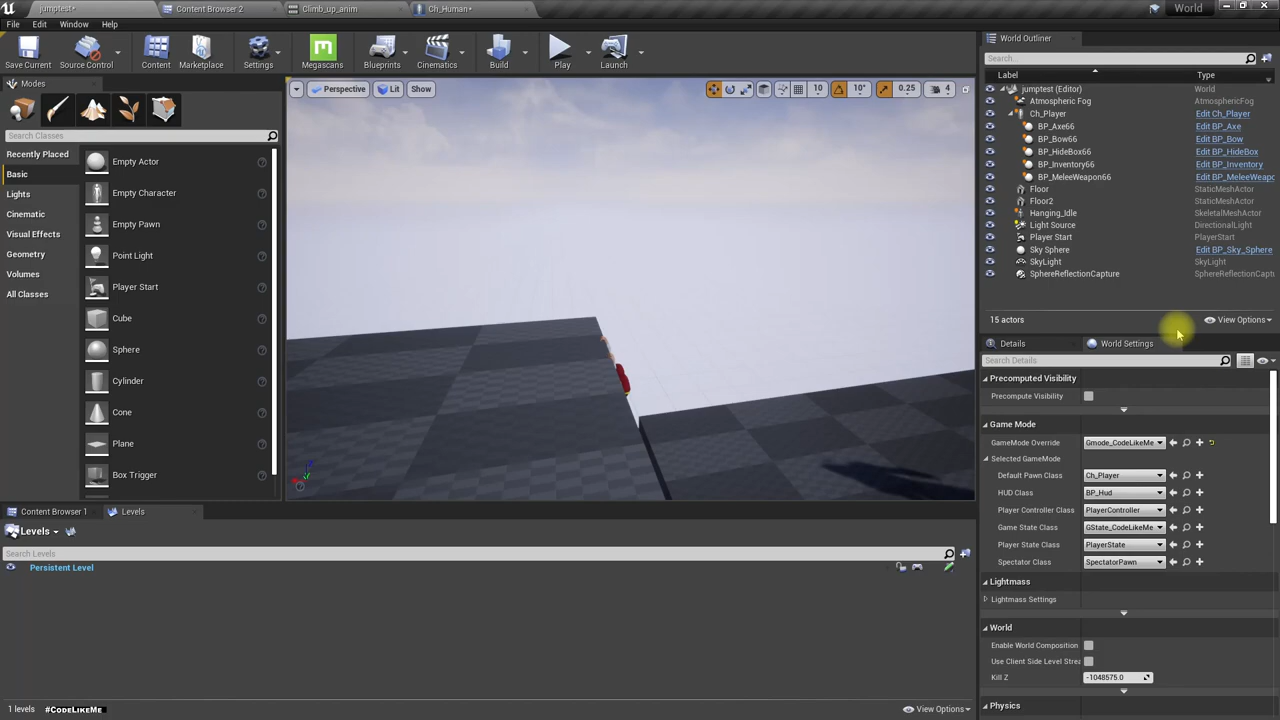 jumptest*
Content Browser 2
Climb_up_anim
Ch_Human*
World
File Edit Window Help
Save Current
Source Control
Content
Marketplace
Settings
Megascans
Blueprints
Cinematics
Build
Play
Launch
Modes
Search Classes
Recently Placed
Basic
Lights
Cinematic
Visual Effects
Geometry
Volumes
All Classes
Empty Actor
Empty Character
Empty Pawn
Point Light
Player Start
Cube
Sphere
Cylinder
Cone
Plane
Box Trigger
Perspective
Lit
Show
10
10°
0.25
4
World Outliner
Search...
Label Type
jumptest (Editor) World
Atmospheric Fog AtmosphericFog
Ch_Player Edit Ch_Player
BP_Axe66 Edit BP_Axe
BP_Bow66 Edit BP_Bow
BP_HideBox66 Edit BP_HideBox
BP_Inventory66 Edit BP_Inventory
BP_MeleeWeapon66 Edit BP_MeleeWeapc
Floor StaticMeshActor
Floor2 StaticMeshActor
Hanging_Idle SkeletalMeshActor
Light Source DirectionalLight
Player Start PlayerStart
Sky Sphere Edit BP_Sky_Sphere
SkyLight SkyLight
SphereReflectionCapture SphereReflectionCapt
15 actors
View Options
Details
World Settings
Search Details
Precomputed Visibility
Precompute Visibility
Game Mode
GameMode Override Gmode_CodeLikeMe
Selected GameMode
Default Pawn Class Ch_Player
HUD Class BP_Hud
Player Controller Class PlayerController
Game State Class GState_CodeLikeMe
Player State Class PlayerState
Spectator Class SpectatorPawn
Lightmass
Lightmass Settings
World
Enable World Composition
Use Client Side Level Strea
Kill Z -1048575.0
Physics
Content Browser 1
Levels
Levels
Search Levels
Persistent Level
1 levels
#CodeLikeMe
View Options